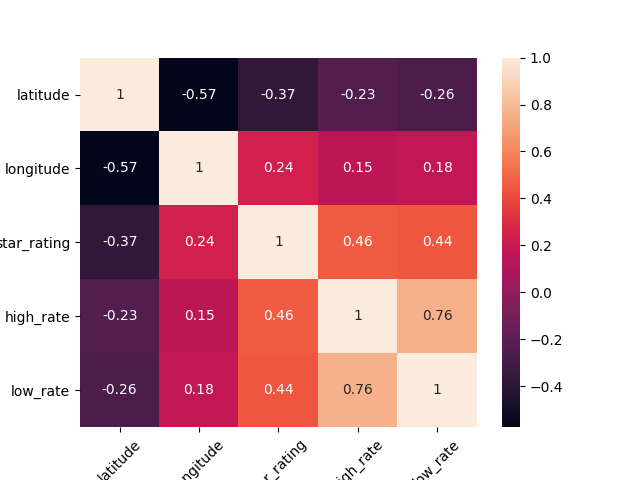 latitude 1 -0.57 -0.37 -0.23 -0.26
longitude -0.57 1 0.24 0.15 0.18
star_rating -0.37 0.24 1 0.46 0.44
high_rate -0.23 0.15 0.46 1 0.76
low_rate -0.26 0.18 0.44 0.76 1
latitude ngitude r_rating igh_rate low_rate
1.0
0.8
0.6
0.4
0.2
0.0
−0.2
−0.4